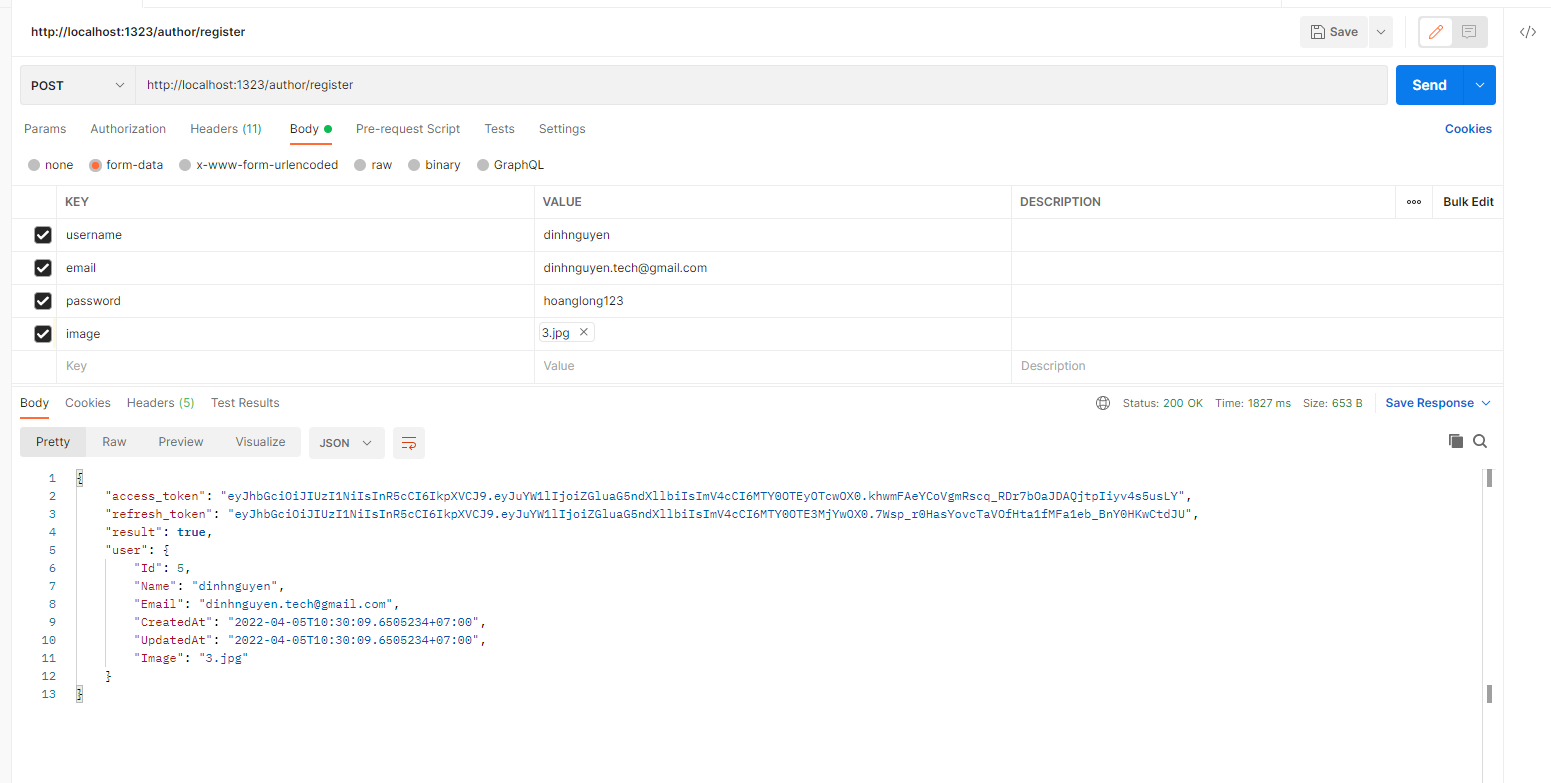 http://localhost:1323/author/register
Save
POST http://localhost:1323/author/register Send
Params Authorization Headers (11) Body Pre-request Script Tests Settings Cookies
none form-data x-www-form-urlencoded raw binary GraphQL
KEY VALUE DESCRIPTION Bulk Edit
username dinhnguyen
email dinhnguyen.tech@gmail.com
password hoanglong123
image 3.jpg
Key Value Description
Body Cookies Headers (5) Test Results Status: 200 OK Time: 1827 ms Size: 653 B Save Response
Pretty Raw Preview Visualize JSON
1 {
2 "access_token": "eyJhbGciOiJIUzI1NiIsInR5cCI6IkpXVCJ9.eyJuYW1lIjoiZGluaG5ndXllbiIsImV4cCI6MTY0OTEyOTcwOX0.khwmFAeYCoVgmRscq_RDr7bOaJDAQjtpIiyv4s5usLY",
3 "refresh_token": "eyJhbGciOiJIUzI1NiIsInR5cCI6IkpXVCJ9.eyJuYW1lIjoiZGluaG5ndXllbiIsImV4cCI6MTY0OTE3MjYwOX0.7Wsp_r0HasYovcTaVOfHta1fMFa1eb_BnY0HKwCtdJU",
4 "result": true,
5 "user": {
6 "Id": 5,
7 "Name": "dinhnguyen",
8 "Email": "dinhnguyen.tech@gmail.com",
9 "CreatedAt": "2022-04-05T10:30:09.6505234+07:00",
10 "UpdatedAt": "2022-04-05T10:30:09.6505234+07:00",
11 "Image": "3.jpg"
12 }
13 }